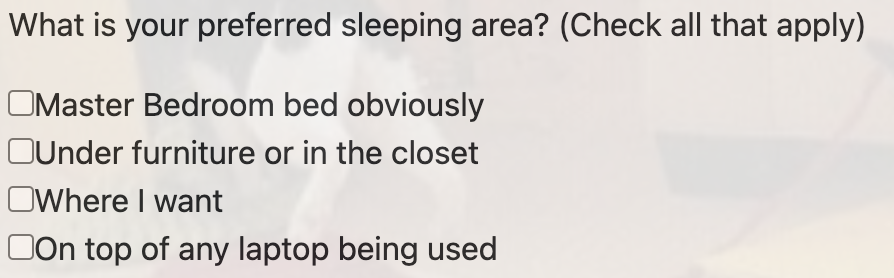 What is your preferred sleeping area? (Check all that apply)
Master Bedroom bed obviously
Under furniture or in the closet
Where I want
On top of any laptop being used